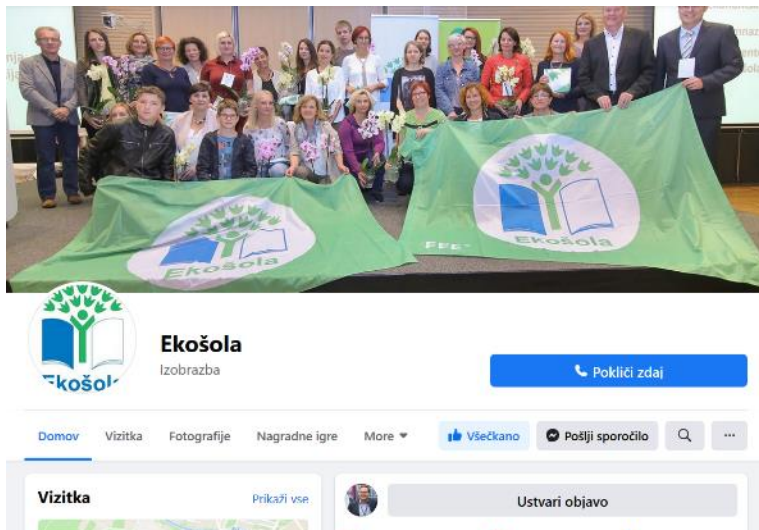 Ekošola
Ekošola
FEE
Ekošola
Ekošola
Izobrazba
Pokliči zdaj
Domov
Vizitka
Fotografije
Nagradne igre
More
Všečkano
Pošlji sporočilo
Vizitka
Prikaži vse
Ustvari objavo